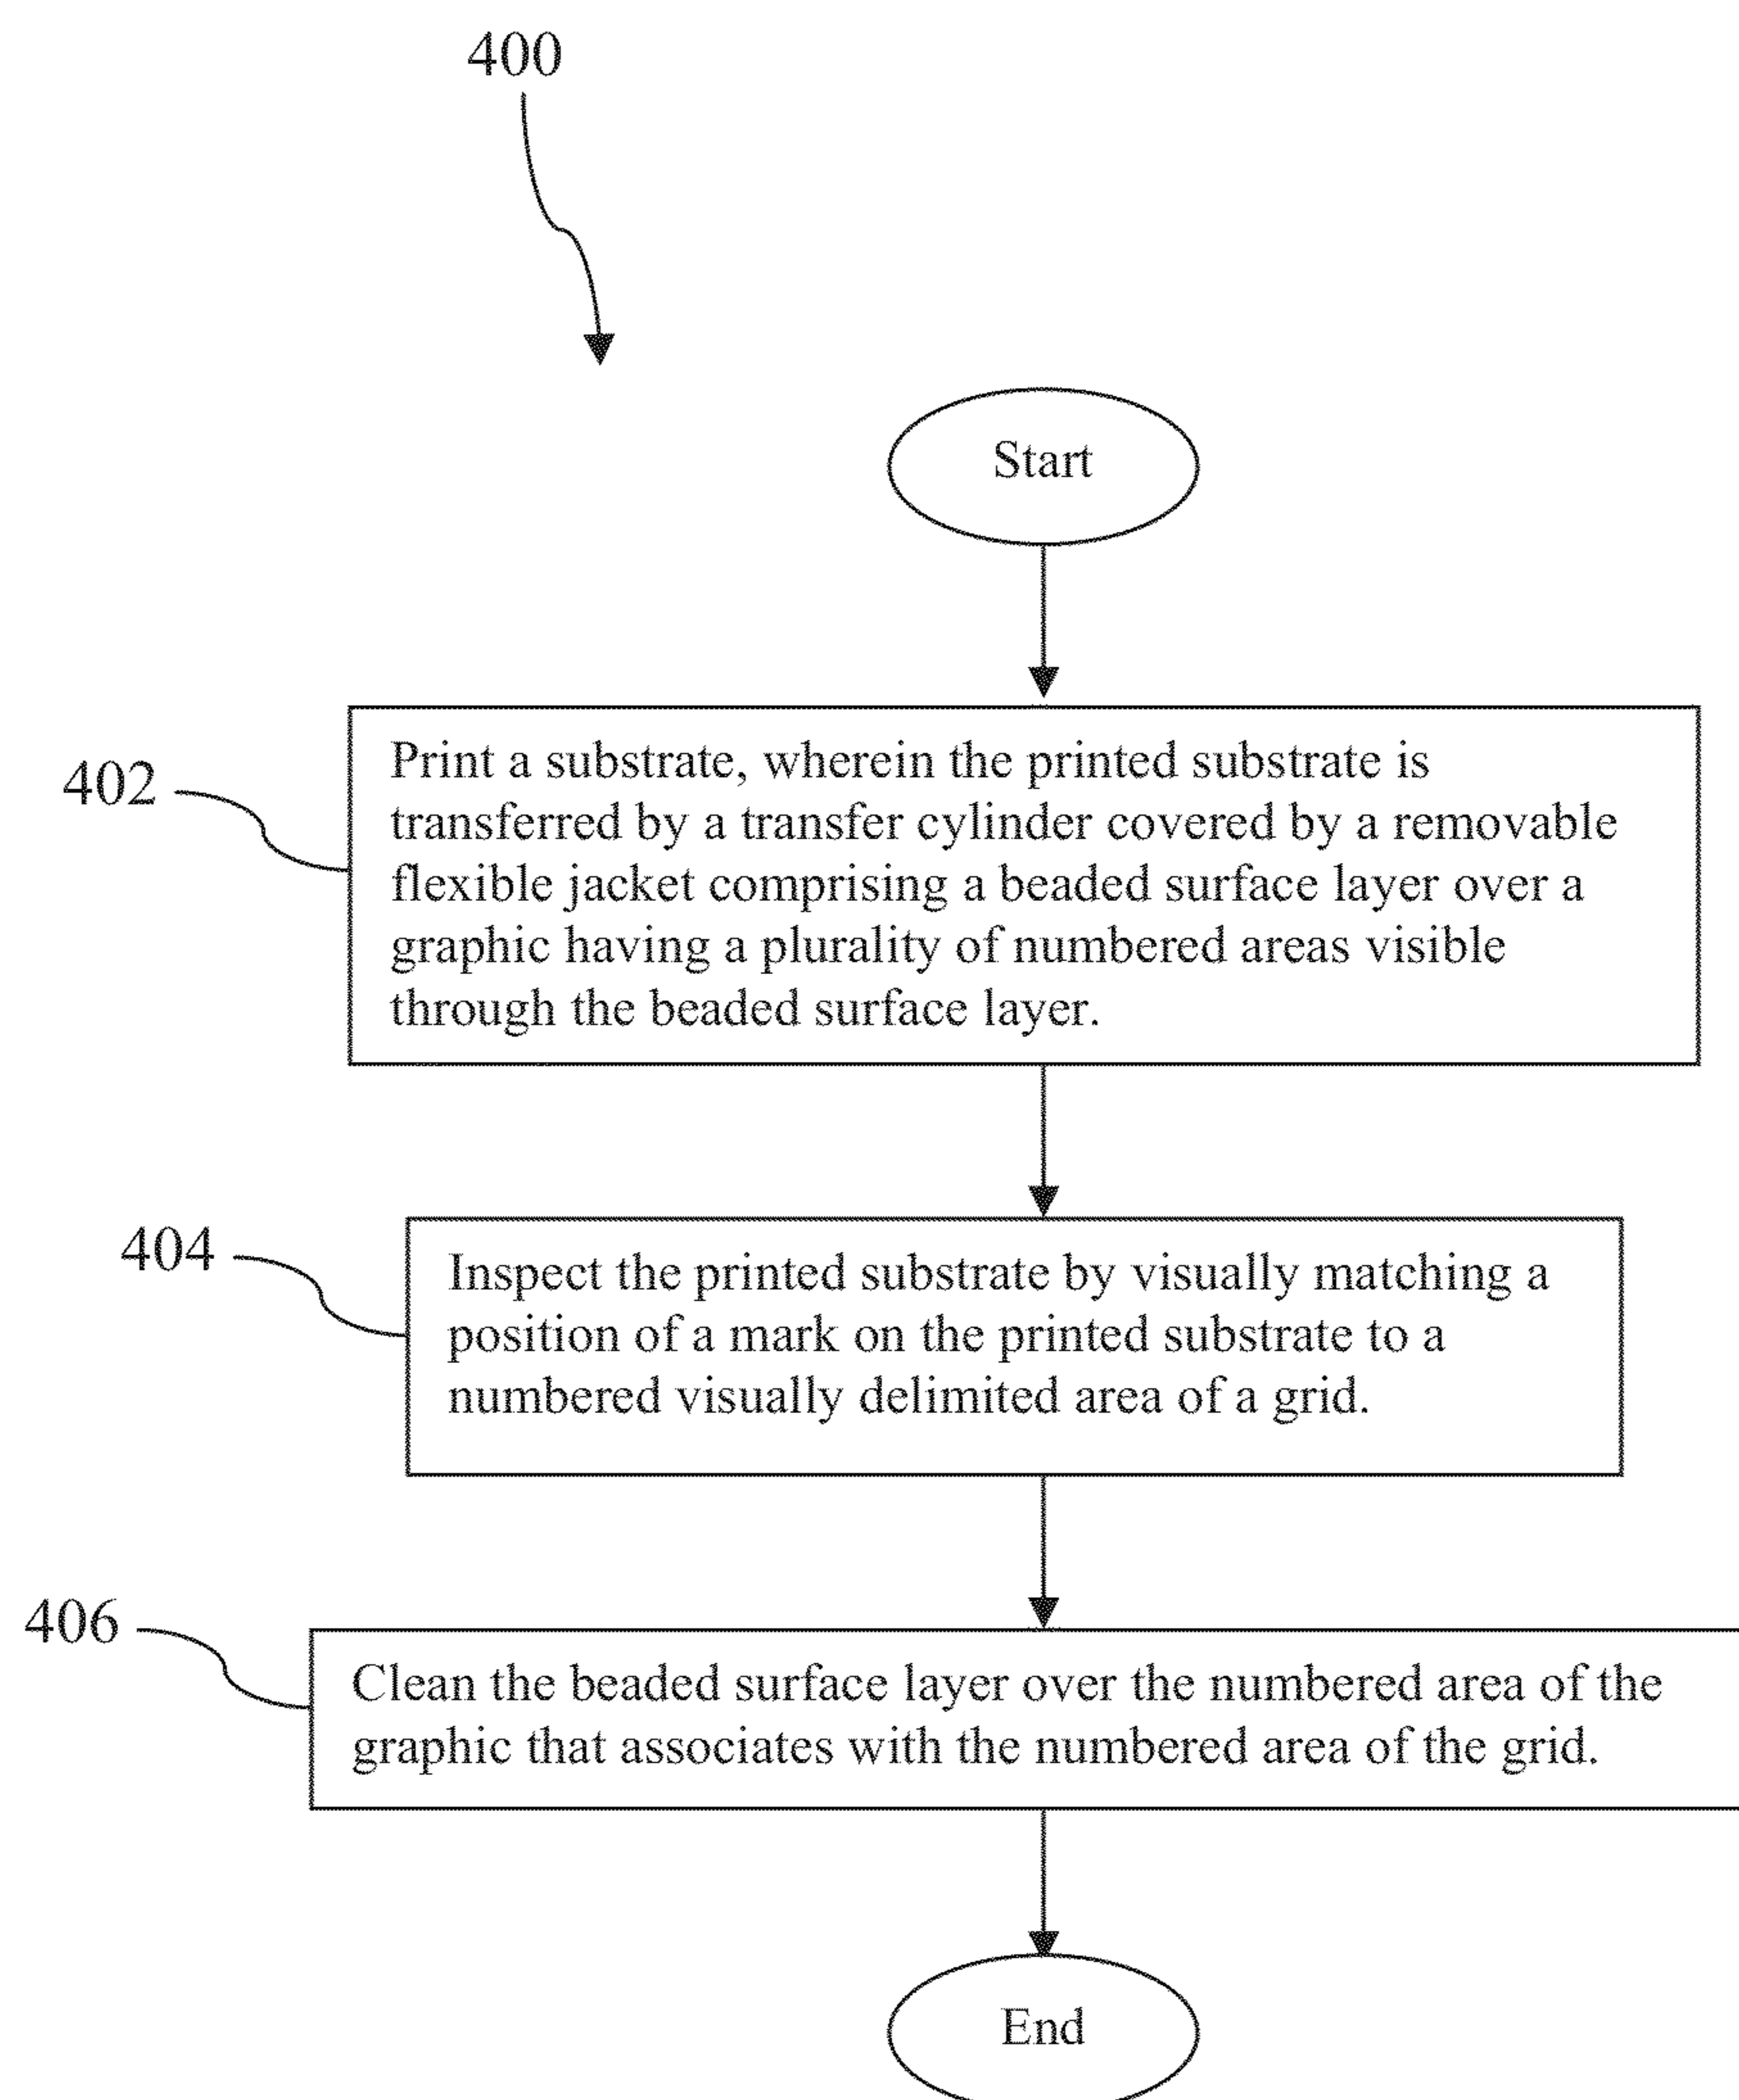 400
Start
402
Print a substrate, wherein the printed substrate is
transferred by a transfer cylinder covered by a removable
flexible jacket comprising a beaded surface layer over a
graphic having a plurality of numbered areas visible
through the beaded surface layer.
404
Inspect the printed substrate by visually matching a
position of a mark on the printed substrate to a
numbered visually delimited area of a grid.
406
Clean the beaded surface layer over the numbered area of the
graphic that associates with the numbered area of the grid.
End